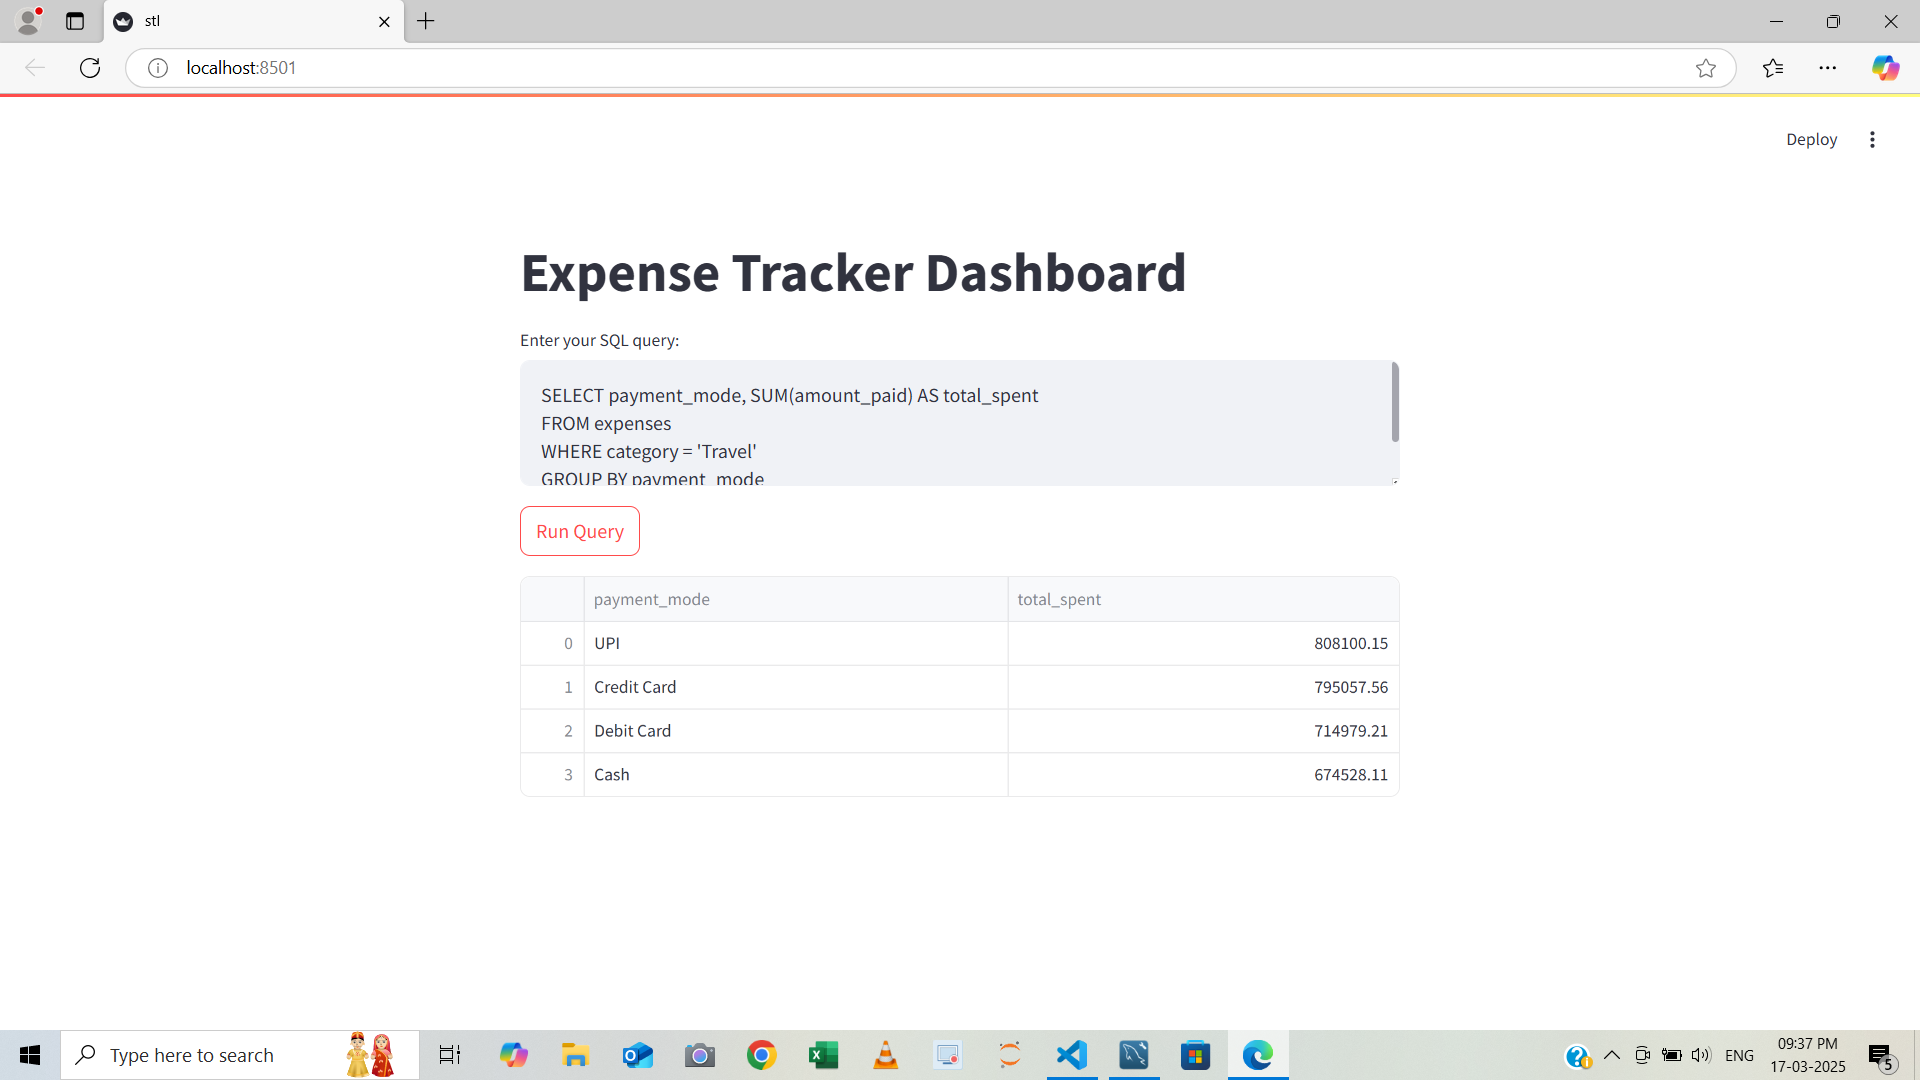 stl
localhost:8501
Deploy
Expense Tracker Dashboard
Enter your SQL query:
SELECT payment_mode, SUM(amount_paid) AS total_spent
FROM expenses
WHERE category = 'Travel'
GROUP BY payment_mode
Run Query
payment_mode total_spent
0 UPI 808100.15
1 Credit Card 795057.56
2 Debit Card 714979.21
3 Cash 674528.11
Type here to search
ENG
09:37 PM
17-03-2025
5